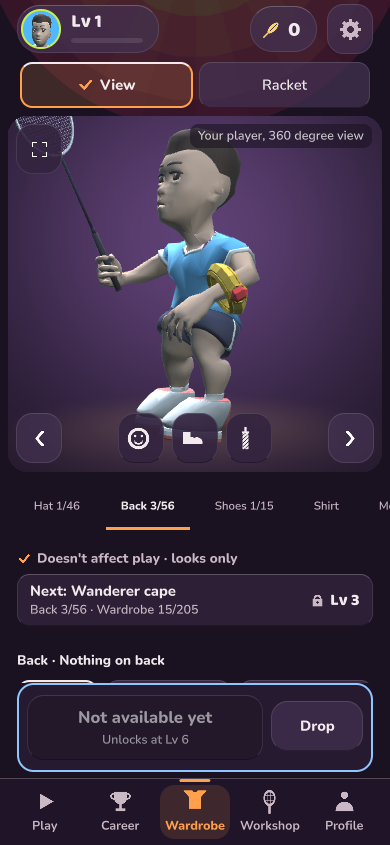 Lv 1
0
View
Racket
Your player, 360 degree view
Hat 1/46
Back 3/56
Shoes 1/15
Shirt
Doesn't affect play · looks only
Next: Wanderer cape
Back 3/56 · Wardrobe 15/205
Lv 3
Back · Nothing on back
Not available yet
Unlocks at Lv 6
Drop
Play
Career
Wardrobe
Workshop
Profile